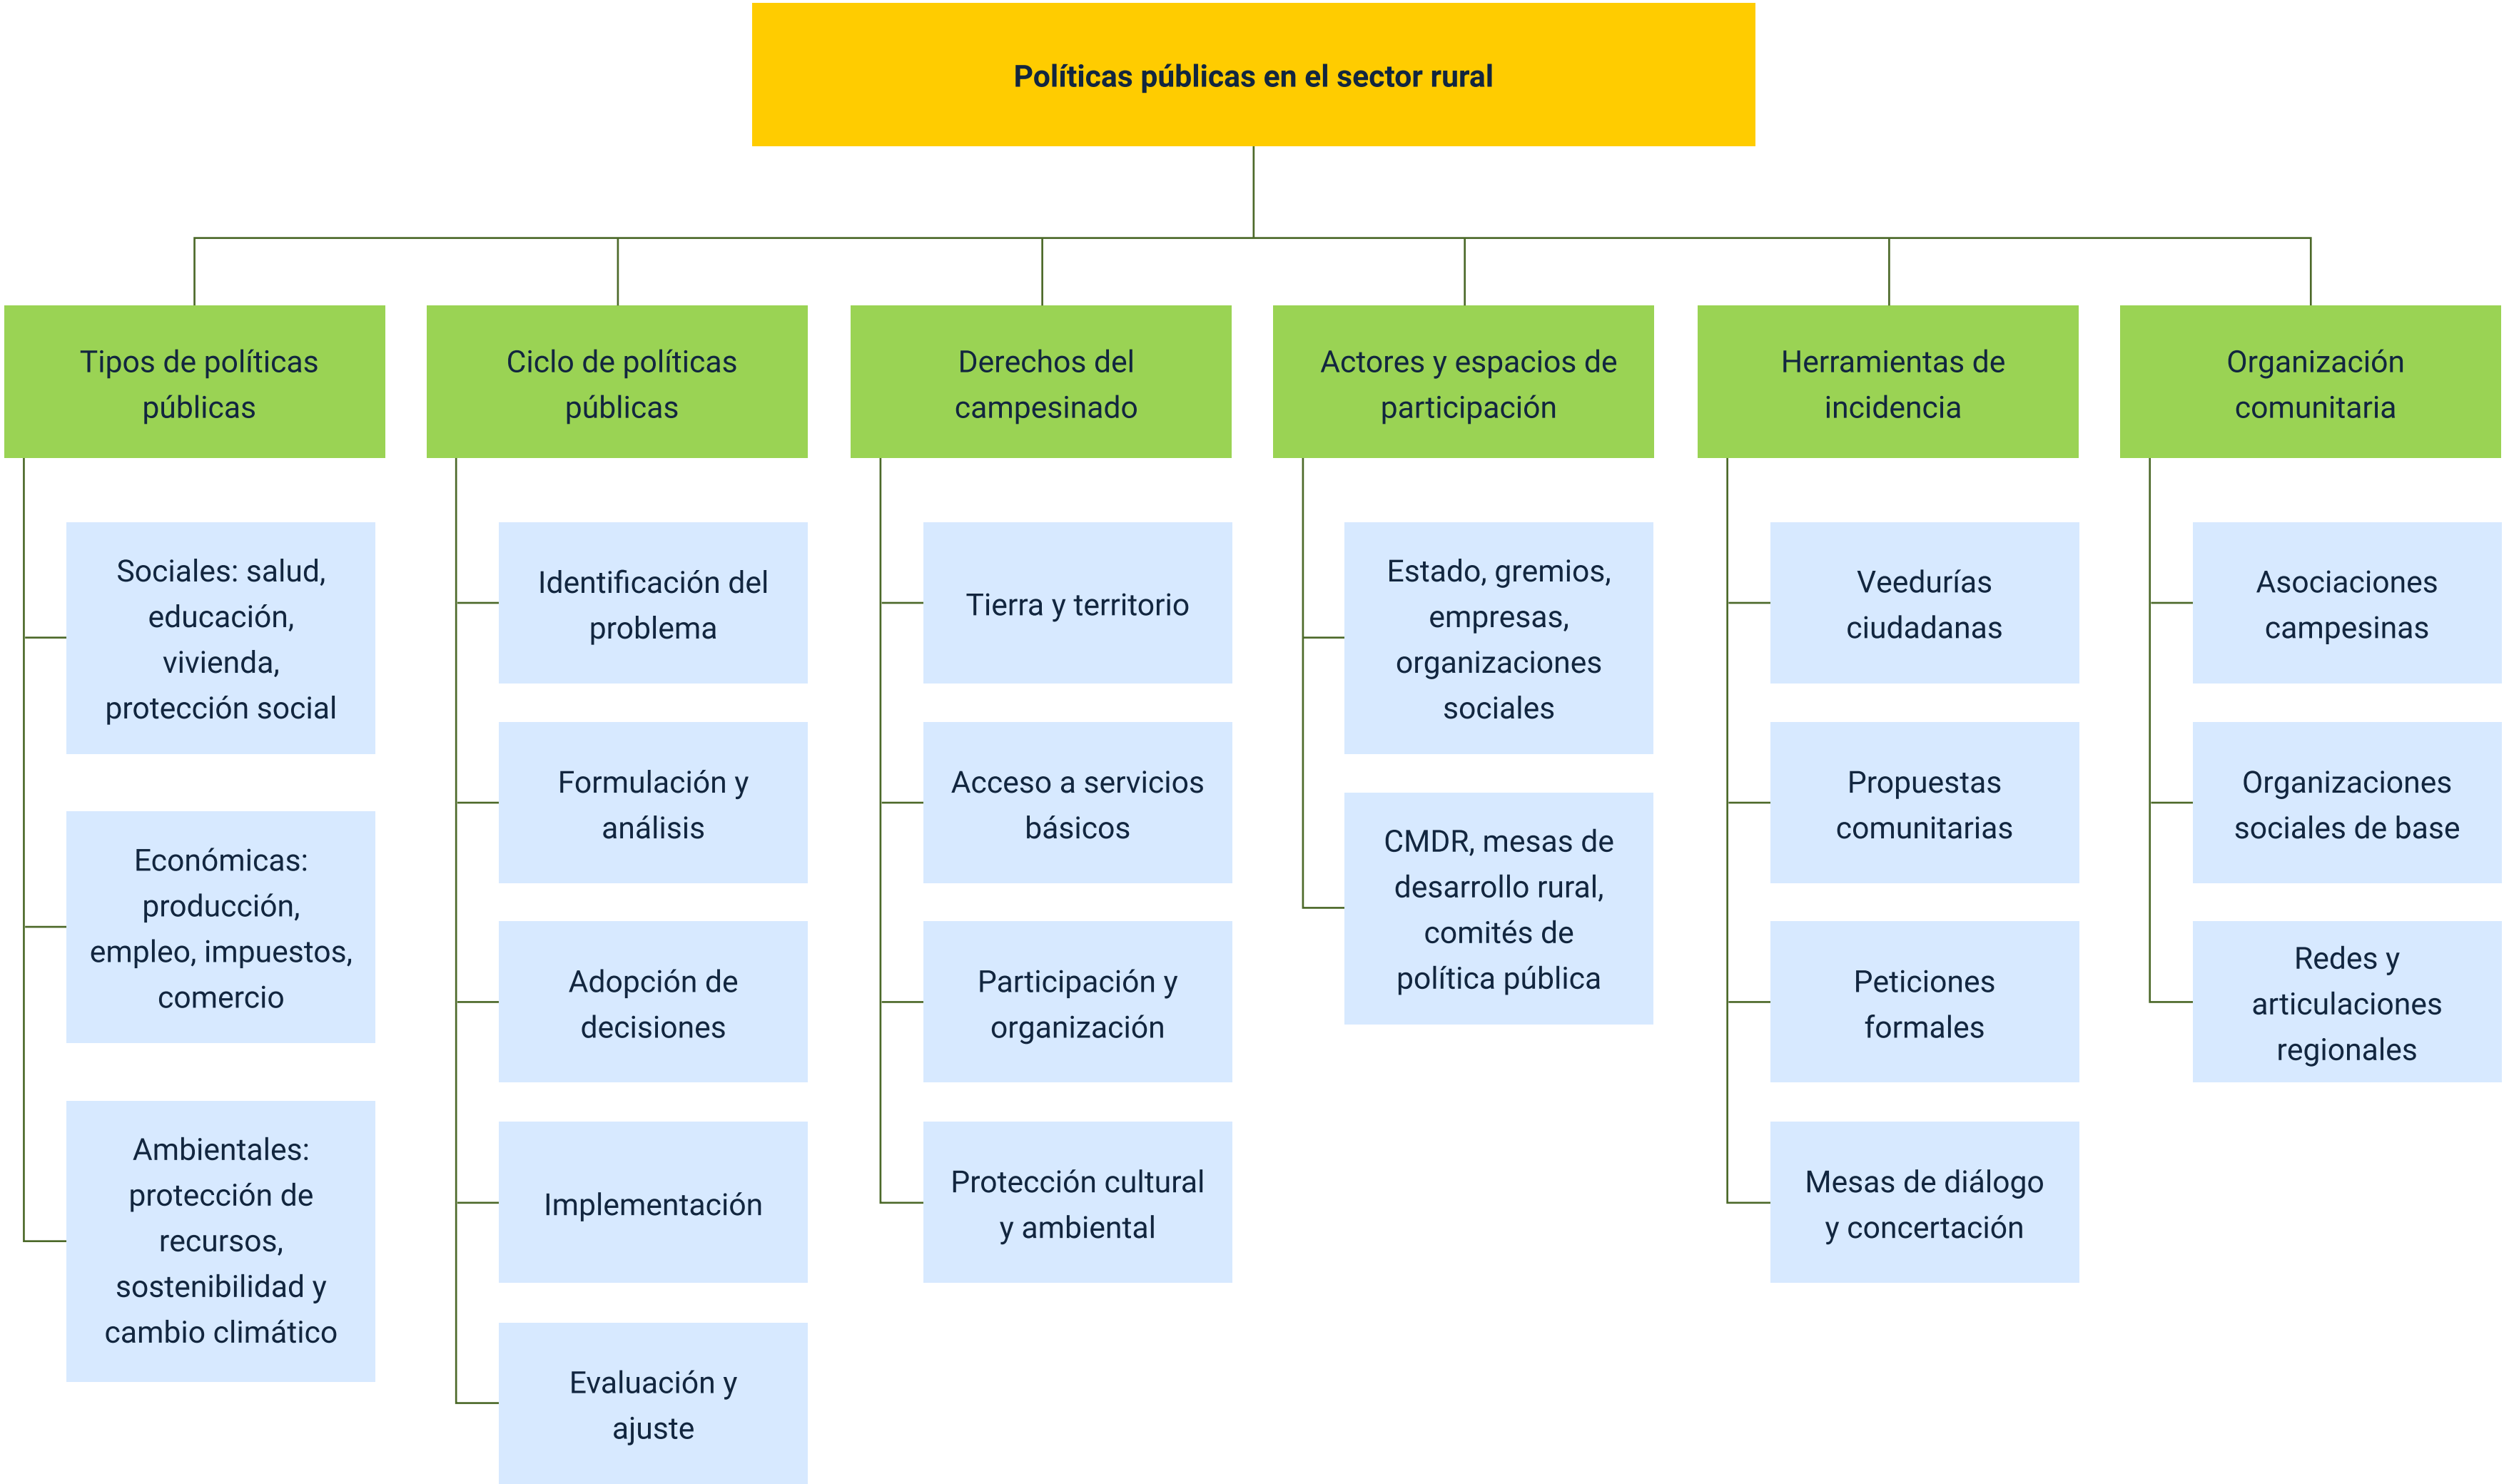 Políticas públicas en el sector rural
Tipos de políticas
públicas
Sociales: salud,
educación,
vivienda,
protección social
Económicas:
producción,
empleo, impuestos,
comercio
Ambientales:
protección de
recursos,
sostenibilidad y
cambio climático
Ciclo de políticas
públicas
Identificación del
problema
Formulación y
análisis
Adopción de
decisiones
Implementación
Evaluación y
ajuste
Derechos del
campesinado
Tierra y territorio
Acceso a servicios
básicos
Participación y
organización
Protección cultural
y ambiental
Actores y espacios de
participación
Estado, gremios,
empresas,
organizaciones
sociales
CMDR, mesas de
desarrollo rural,
comités de
política pública
Herramientas de
incidencia
Veedurías
ciudadanas
Propuestas
comunitarias
Peticiones
formales
Mesas de diálogo
y concertación
Organización
comunitaria
Asociaciones
campesinas
Organizaciones
sociales de base
Redes y
articulaciones
regionales